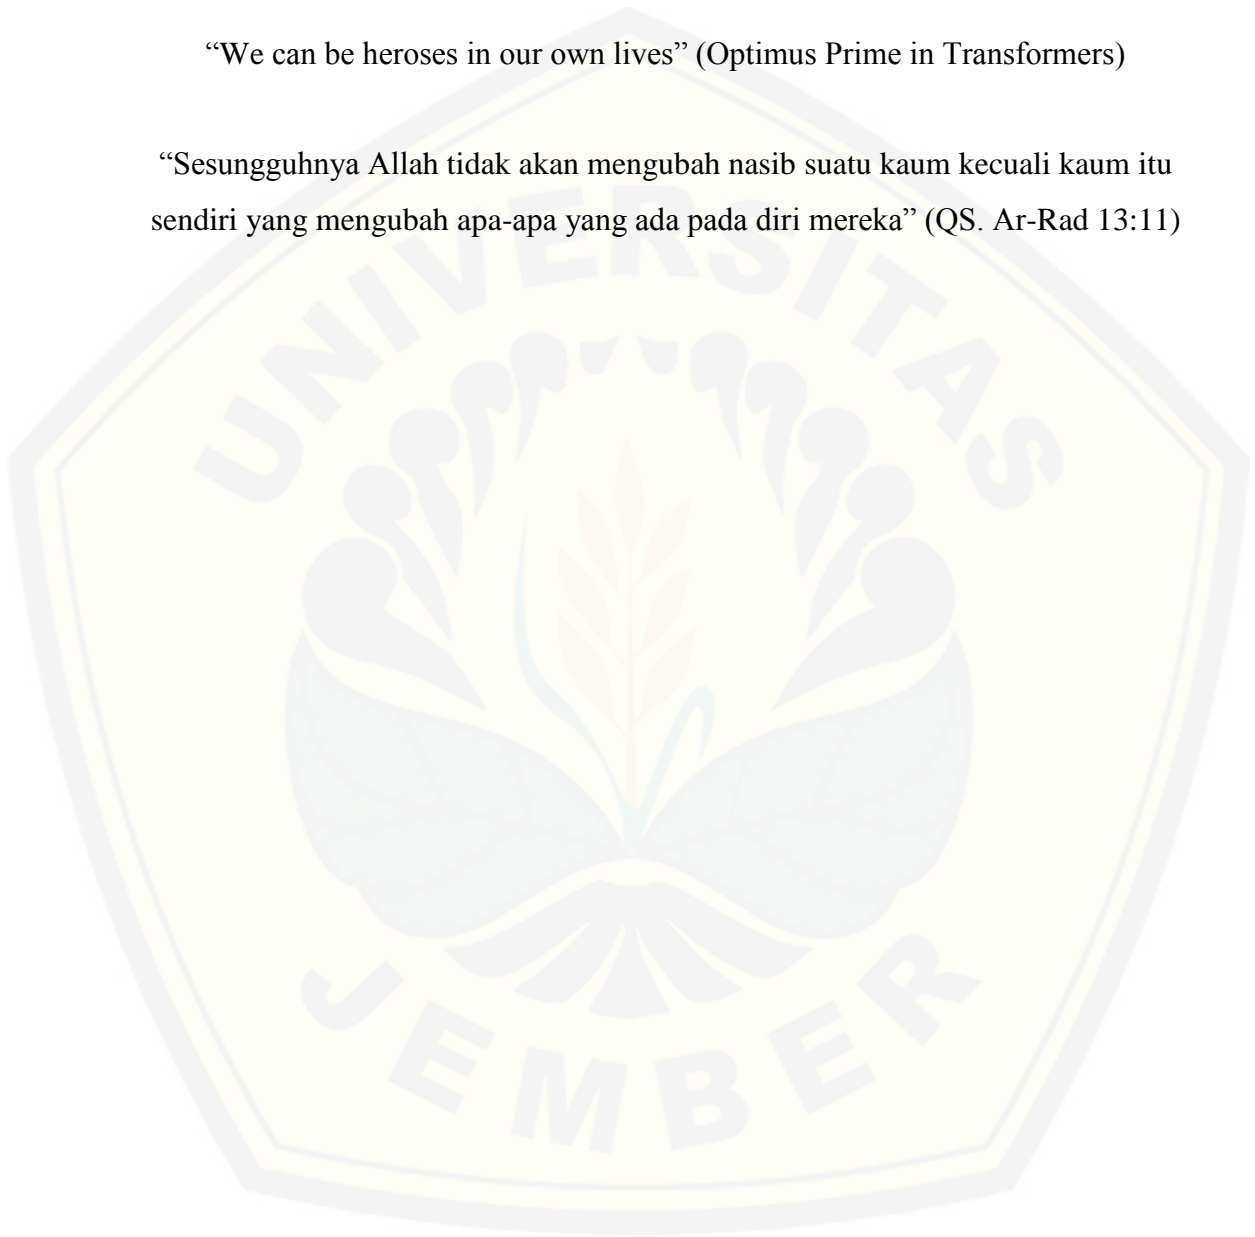 “We can be heroses in our own lives” (Optimus Prime in Transformers)
“Sesungguhnya Allah tidak akan mengubah nasib suatu kaum kecuali kaum itu
sendiri yang mengubah apa-apa yang ada pada diri mereka” (QS. Ar-Rad 13:11)
UNIVERSITAS
JEMBER